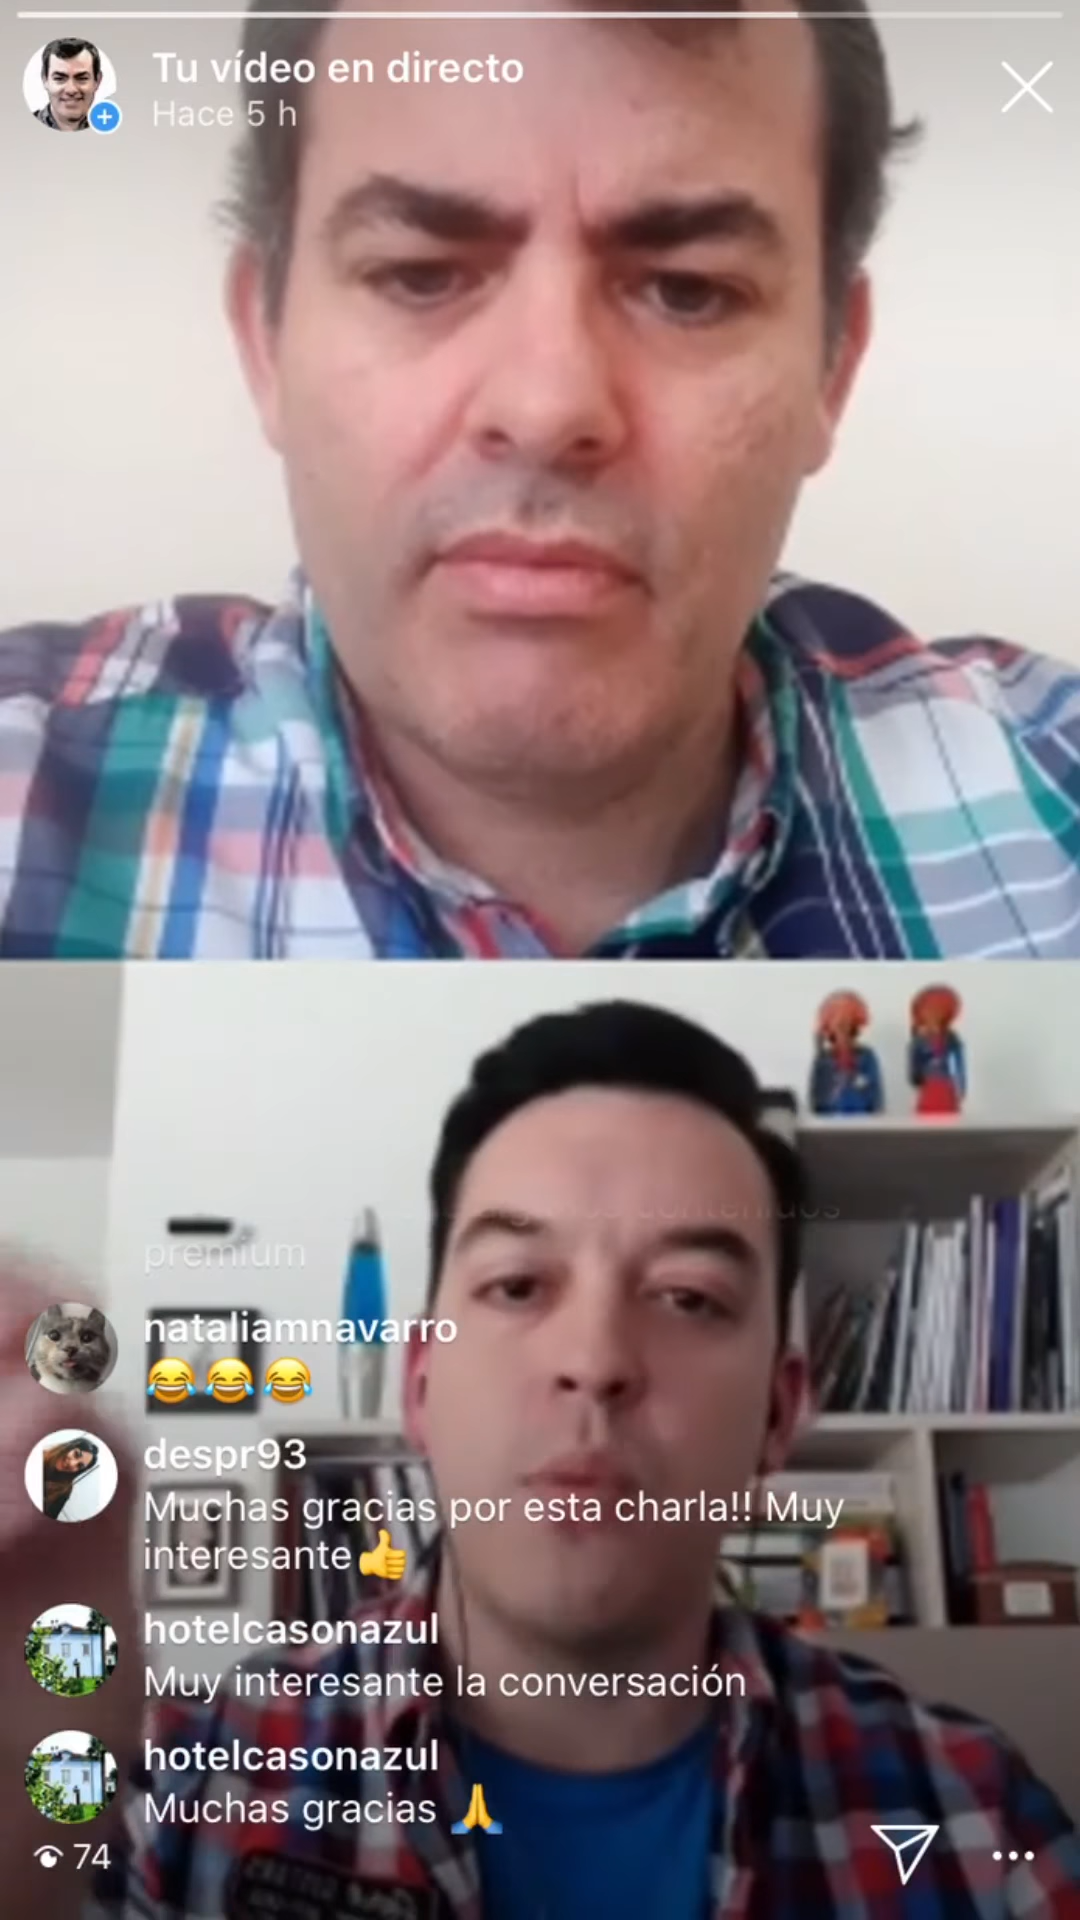 Tu vídeo en directo
Hace 5 h
contenidos
premium
nataliamnavarro
😂😂😂
despr93
Muchas gracias por esta charla!! Muy
interesante👍
hotelcasonazul
Muy interesante la conversación
hotelcasonazul
Muchas gracias 🙏
74